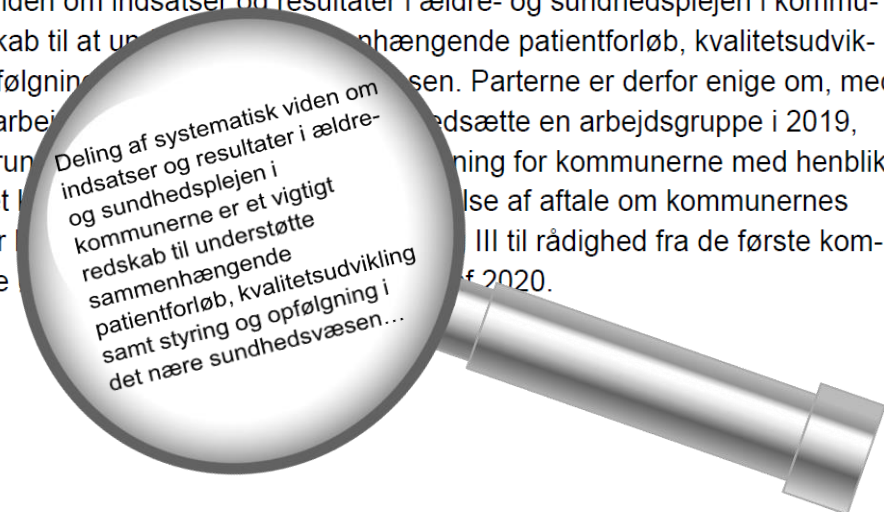 om indsatser og resultater i ældre- og sundhedsplejen i kommu-
kab til at nhængende patientforløb, kvalitetsudvik-
følgnin sen. Parterne er derfor enige om, med
arbej edsætte en arbejdsgruppe i 2019,
run ning for kommunerne med henblik
t lse af aftale om kommunernes
r III til rådighed fra de første kom-
e f 2020.
Deling af systematisk viden om
indsatser og resultater i ældre-
og sundhedsplejen i
kommunerne er et vigtigt
redskab til understøtte
sammenhængende
patientforløb, kvalitetsudvikling
samt styring og opfølgning i
det nære sundhedsvæsen…